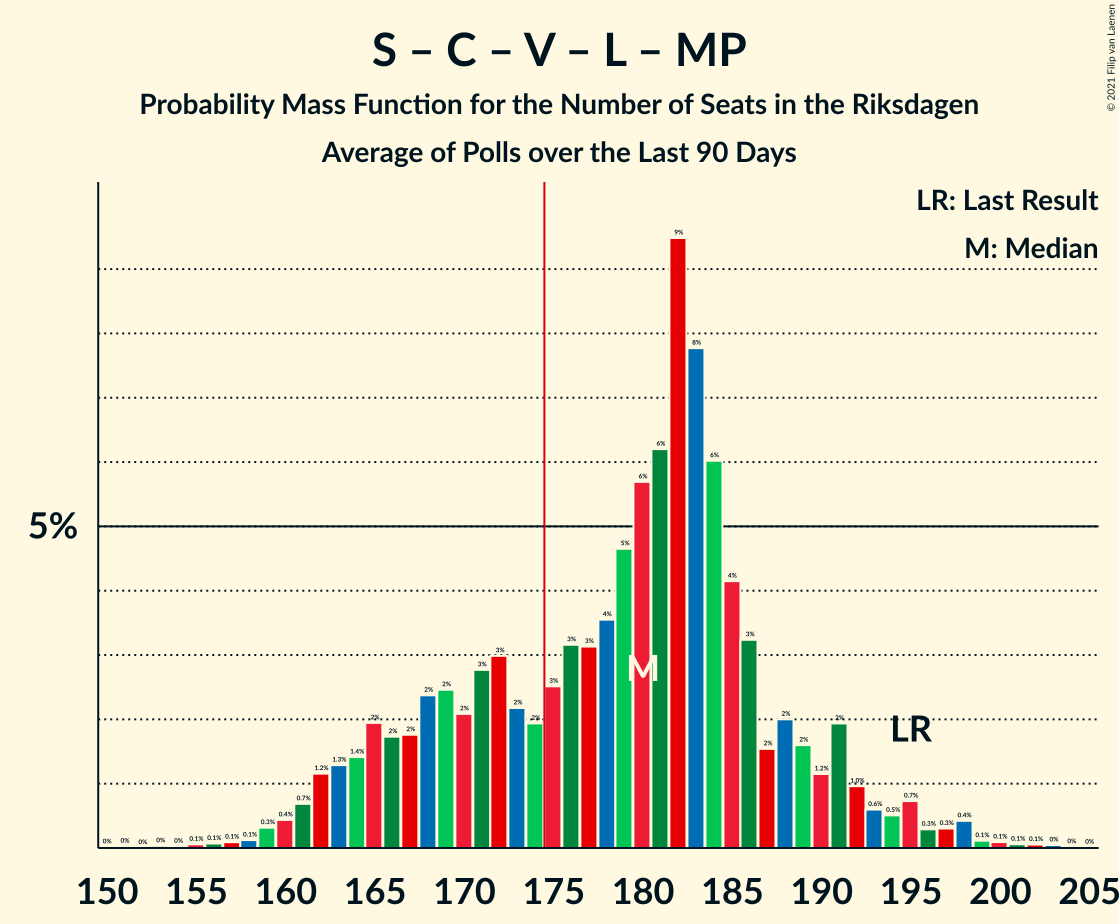 S – C – V – L – MP
Probability Mass Function for the Number of Seats in the Riksdagen
Average of Polls over the Last 90 Days
© 2021 Filip van Laenen
LR: Last Result
M: Median
5%
0% 0% 0% 0% 0% 0.1% 0.1% 0.1% 0.1% 0.3% 0.4% 0.7% 1.2% 1.3% 1.4% 2% 2% 2% 2% 2% 2% 3% 3% 2% 2% 3% 3% 3% 4% 5% 6% 6% 9% 8% 6% 4% 3% 2% 2% 2% 1.2% 2% 1.0% 0.6% 0.5% 0.7% 0.3% 0.3% 0.4% 0.1% 0.1% 0.1% 0.1% 0% 0% 0%
M
LR
150 155 160 165 170 175 180 185 190 195 200 205